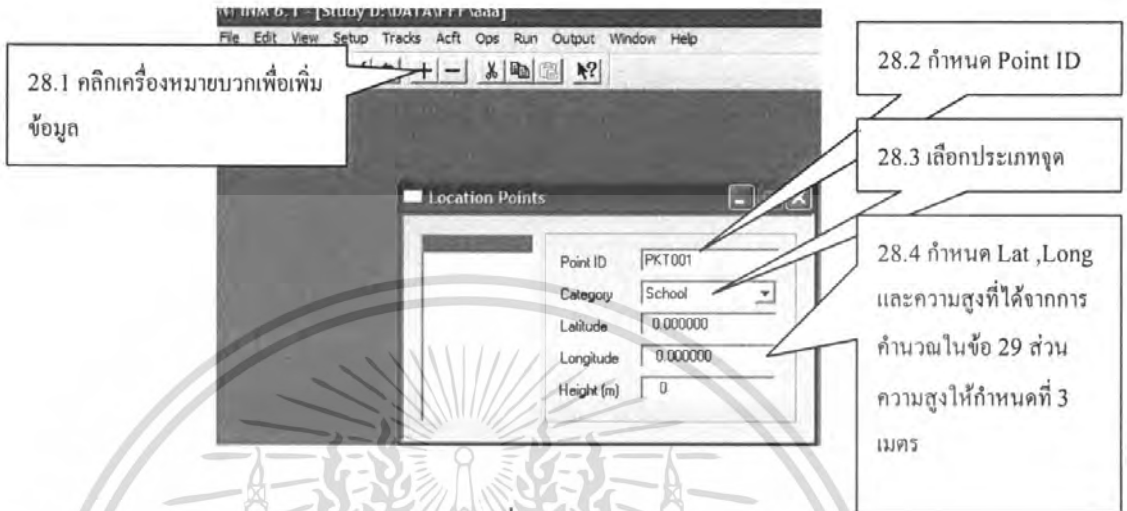 6.1 - [Study D:\DATA\FFF\aaa]
File Edit View Setup Tracks Acft Ops Run Output Window Help
28.1 คลิกเครื่องหมายบวกเพื่อเพิ่ม
ข้อมูล
28.2 กำหนด Point ID
28.3 เลือกประเภทจุด
Location Points
Point ID PKT001
Category School
Latitude 0.000000
Longitude 0.000000
Height (m) 0
28.4 กำหนด Lat ,Long
และความสูงที่ได้จากการ
คำนวณในข้อ 29 ส่วน
ความสูงให้กำหนดที่ 3
เมตร